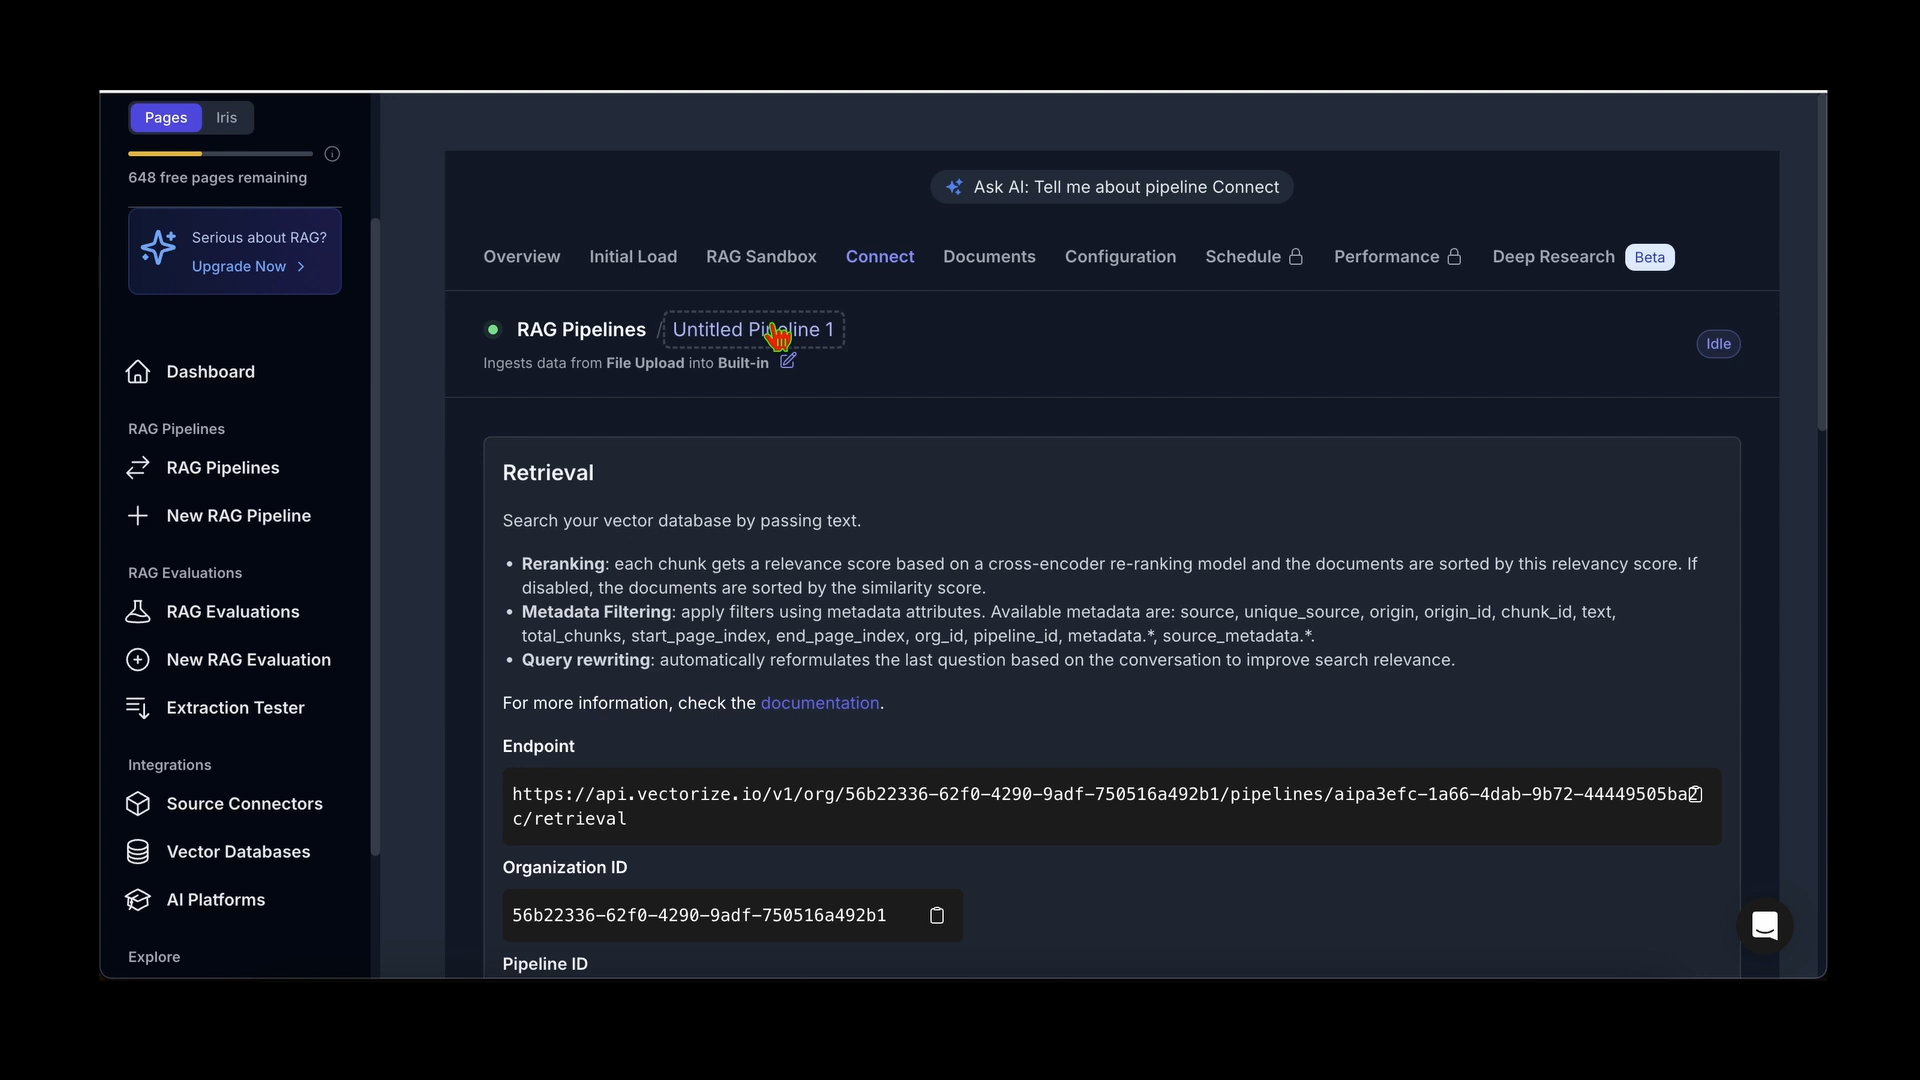 Pages
Iris
648 free pages remaining
Serious about RAG?
Upgrade Now
Dashboard
RAG Pipelines
RAG Pipelines
New RAG Pipeline
RAG Evaluations
RAG Evaluations
New RAG Evaluation
Extraction Tester
Integrations
Source Connectors
Vector Databases
AI Platforms
Explore
Ask AI: Tell me about pipeline Connect
Overview Initial Load RAG Sandbox Connect Documents Configuration Schedule Performance Deep Research Beta
RAG Pipelines / Untitled Pipeline 1
Ingests data from File Upload into Built-in
Idle
Retrieval
Search your vector database by passing text.
• Reranking: each chunk gets a relevance score based on a cross-encoder re-ranking model and the documents are sorted by this relevancy score. If
disabled, the documents are sorted by the similarity score.
• Metadata Filtering: apply filters using metadata attributes. Available metadata are: source, unique_source, origin, origin_id, chunk_id, text,
total_chunks, start_page_index, end_page_index, org_id, pipeline_id, metadata.*, source_metadata.*.
• Query rewriting: automatically reformulates the last question based on the conversation to improve search relevance.
For more information, check the documentation.
Endpoint
https://api.vectorize.io/v1/org/56b22336-62f0-4290-9adf-750516a492b1/pipelines/aipa3efc-1a66-4dab-9b72-44449505ba2
c/retrieval
Organization ID
56b22336-62f0-4290-9adf-750516a492b1
Pipeline ID